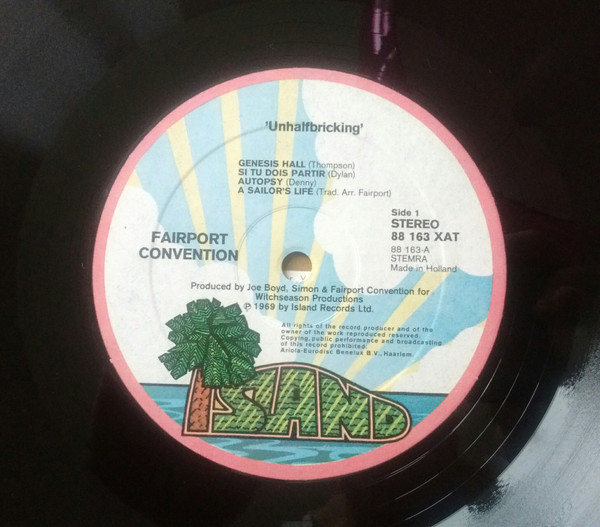 'Unhalfbricking'
GENESIS HALL (Thompson)
SI TU DOIS PARTIR (Dylan)
AUTOPSY (Denny)
A SAILOR'S LIFE (Trad. Arr. Fairport)
Side 1
STEREO
88 163 XAT
88 163-A
STEMRA
Made in Holland
FAIRPORT
CONVENTION
Produced by Joe Boyd, Simon & Fairport Convention for
Witchseason Productions
℗ 1969 by Island Records Ltd.
All rights of the record producer and of the
owner of the work reproduced reserved.
Copying, public performance and broadcasting
of this record prohibited.
Ariola-Eurodisc Benelux B.V., Haarlem.
ISLAND